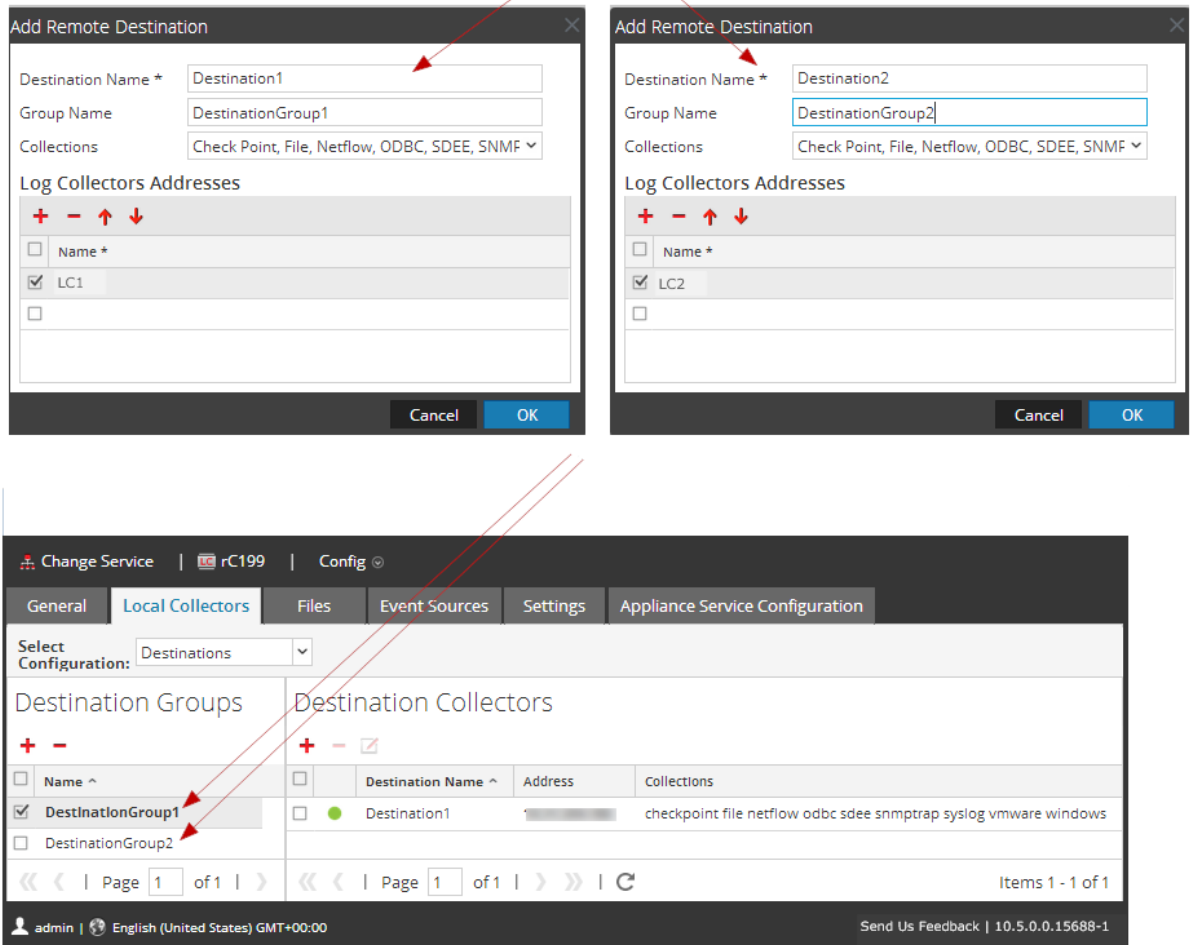 Add Remote Destination
Destination Name * Destination1
Group Name DestinationGroup1
Collections Check Point, File, Netflow, ODBC, SDEE, SNMP
Log Collectors Addresses
Name *
LC1
Cancel OK
Add Remote Destination
Destination Name * Destination2
Group Name DestinationGroup2
Collections Check Point, File, Netflow, ODBC, SDEE, SNMP
Log Collectors Addresses
Name *
LC2
Cancel OK
Change Service | LC rC199 | Config
General Local Collectors Files Event Sources Settings Appliance Service Configuration
Select Configuration: Destinations
Destination Groups
Name
DestinationGroup1
DestinationGroup2
| Page 1 of 1 |
Destination Collectors
Destination Name Address Collections
Destination1 checkpoint file netflow odbc sdee snmptrap syslog vmware windows
| Page 1 of 1 | | Items 1 - 1 of 1
admin | English (United States) GMT+00:00 Send Us Feedback | 10.5.0.0.15688-1